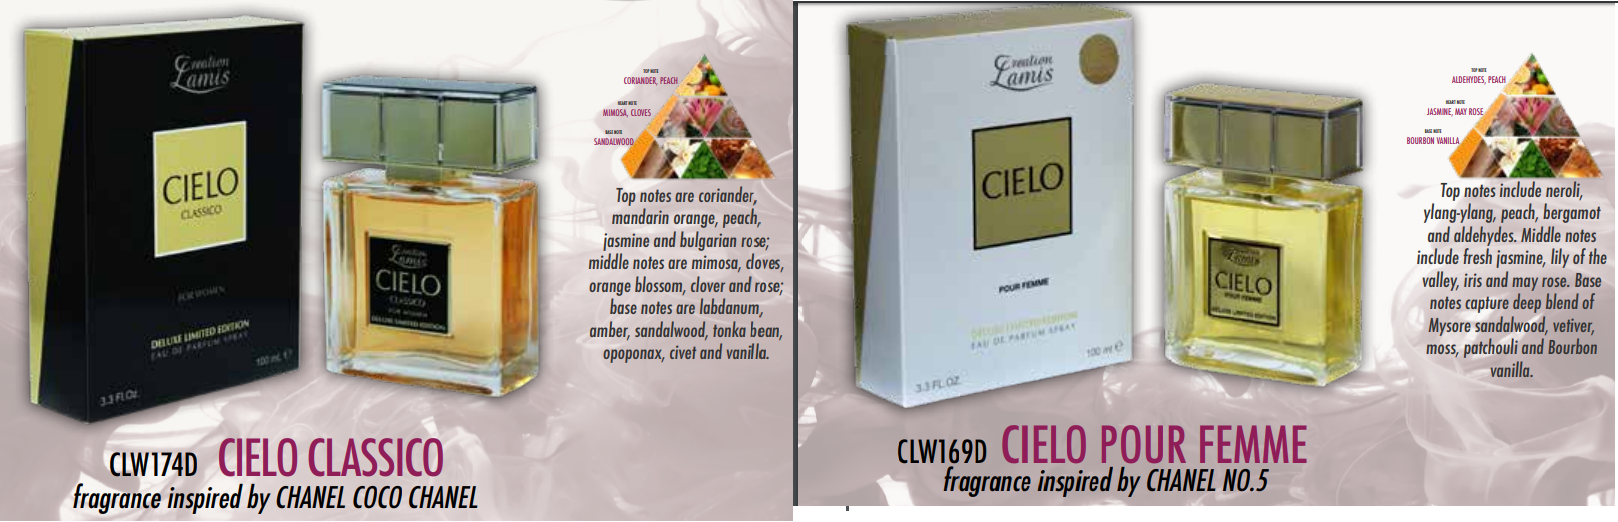 Creation
Lamis
CIELO
CLASSICO
FOR WOMEN
DELUXE LIMITED EDITION
EAU DE PARFUM SPRAY
100 ml e
3.3 FL.Oz.
Creation
Lamis
CIELO
CLASSICO
FOR WOMEN
DELUXE LIMITED EDITION
TOP NOTE
CORIANDER, PEACH
HEART NOTE
MIMOSA, CLOVES
BASE NOTE
SANDALWOOD
Top notes are coriander,
mandarin orange, peach,
jasmine and bulgarian rose;
middle notes are mimosa, cloves,
orange blossom, clover and rose;
base notes are labdanum,
amber, sandalwood, tonka bean,
opoponax, civet and vanilla.
CLW174D CIELO CLASSICO
fragrance inspired by CHANEL COCO CHANEL
Creation
Lamis
CIELO
POUR FEMME
DELUXE LIMITED EDITION
EAU DE PARFUM SPRAY
100 ml e
3.3 FL.OZ.
Creation
Lamis
CIELO
POUR FEMME
DELUXE LIMITED EDITION
TOP NOTE
ALDEHYDES, PEACH
HEART NOTE
JASMINE, MAY ROSE
BASE NOTE
BOURBON VANILLA
Top notes include neroli,
ylang-ylang, peach, bergamot
and aldehydes. Middle notes
include fresh jasmine, lily of the
valley, iris and may rose. Base
notes capture deep blend of
Mysore sandalwood, vetiver,
moss, patchouli and Bourbon
vanilla.
CLW169D CIELO POUR FEMME
fragrance inspired by CHANEL NO.5